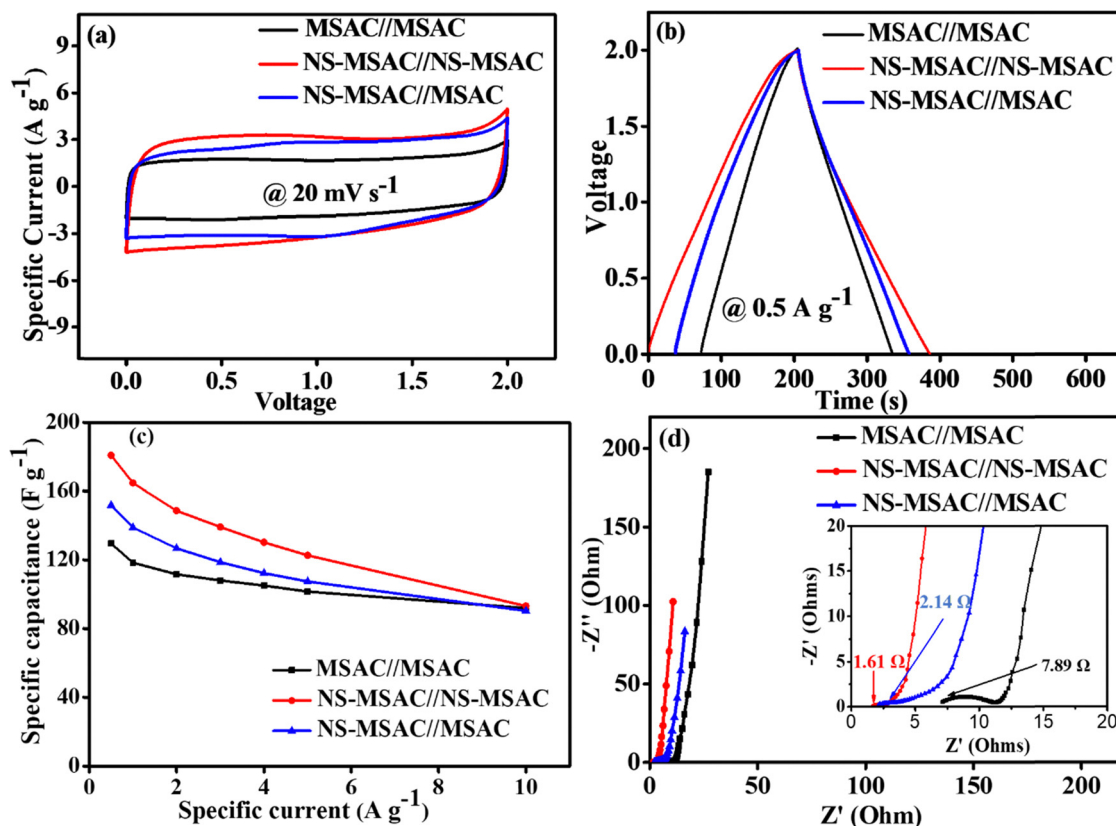 (a)
MSAC//MSAC
NS-MSAC//NS-MSAC
NS-MSAC//MSAC
@ 20 mV s-1
Specific Current (A g-1)
9
6
3
0
-3
-6
-9
0.0 0.5 1.0 1.5 2.0
Voltage
(b)
MSAC//MSAC
NS-MSAC//NS-MSAC
NS-MSAC//MSAC
@ 0.5 A g-1
Voltage
2.0
1.5
1.0
0.5
0.0
0 100 200 300 400 500 600
Time (s)
(c)
Specific capacitance (F g-1)
200
160
120
80
40
0
MSAC//MSAC
NS-MSAC//NS-MSAC
NS-MSAC//MSAC
0 2 4 6 8 10
Specific current (A g-1)
(d)
MSAC//MSAC
NS-MSAC//NS-MSAC
NS-MSAC//MSAC
-Z'' (Ohm)
200
150
100
50
0
0 50 100 150 200
Z' (Ohm)
-Z' (Ohms)
20
15
10
5
0
2.14 Ω
1.61 Ω
7.89 Ω
0 5 10 15 20
Z' (Ohms)